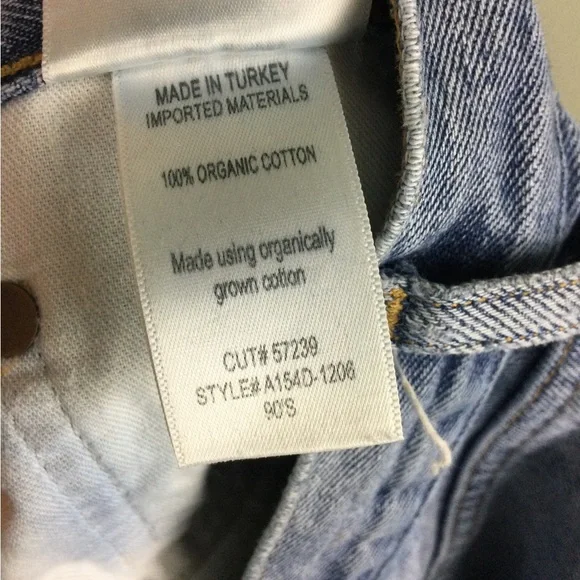 MADE IN TURKEY
IMPORTED MATERIALS
100% ORGANIC COTTON
Made using organically
grown cotton
CUT# 57239
STYLE# A154D-1206
90'S